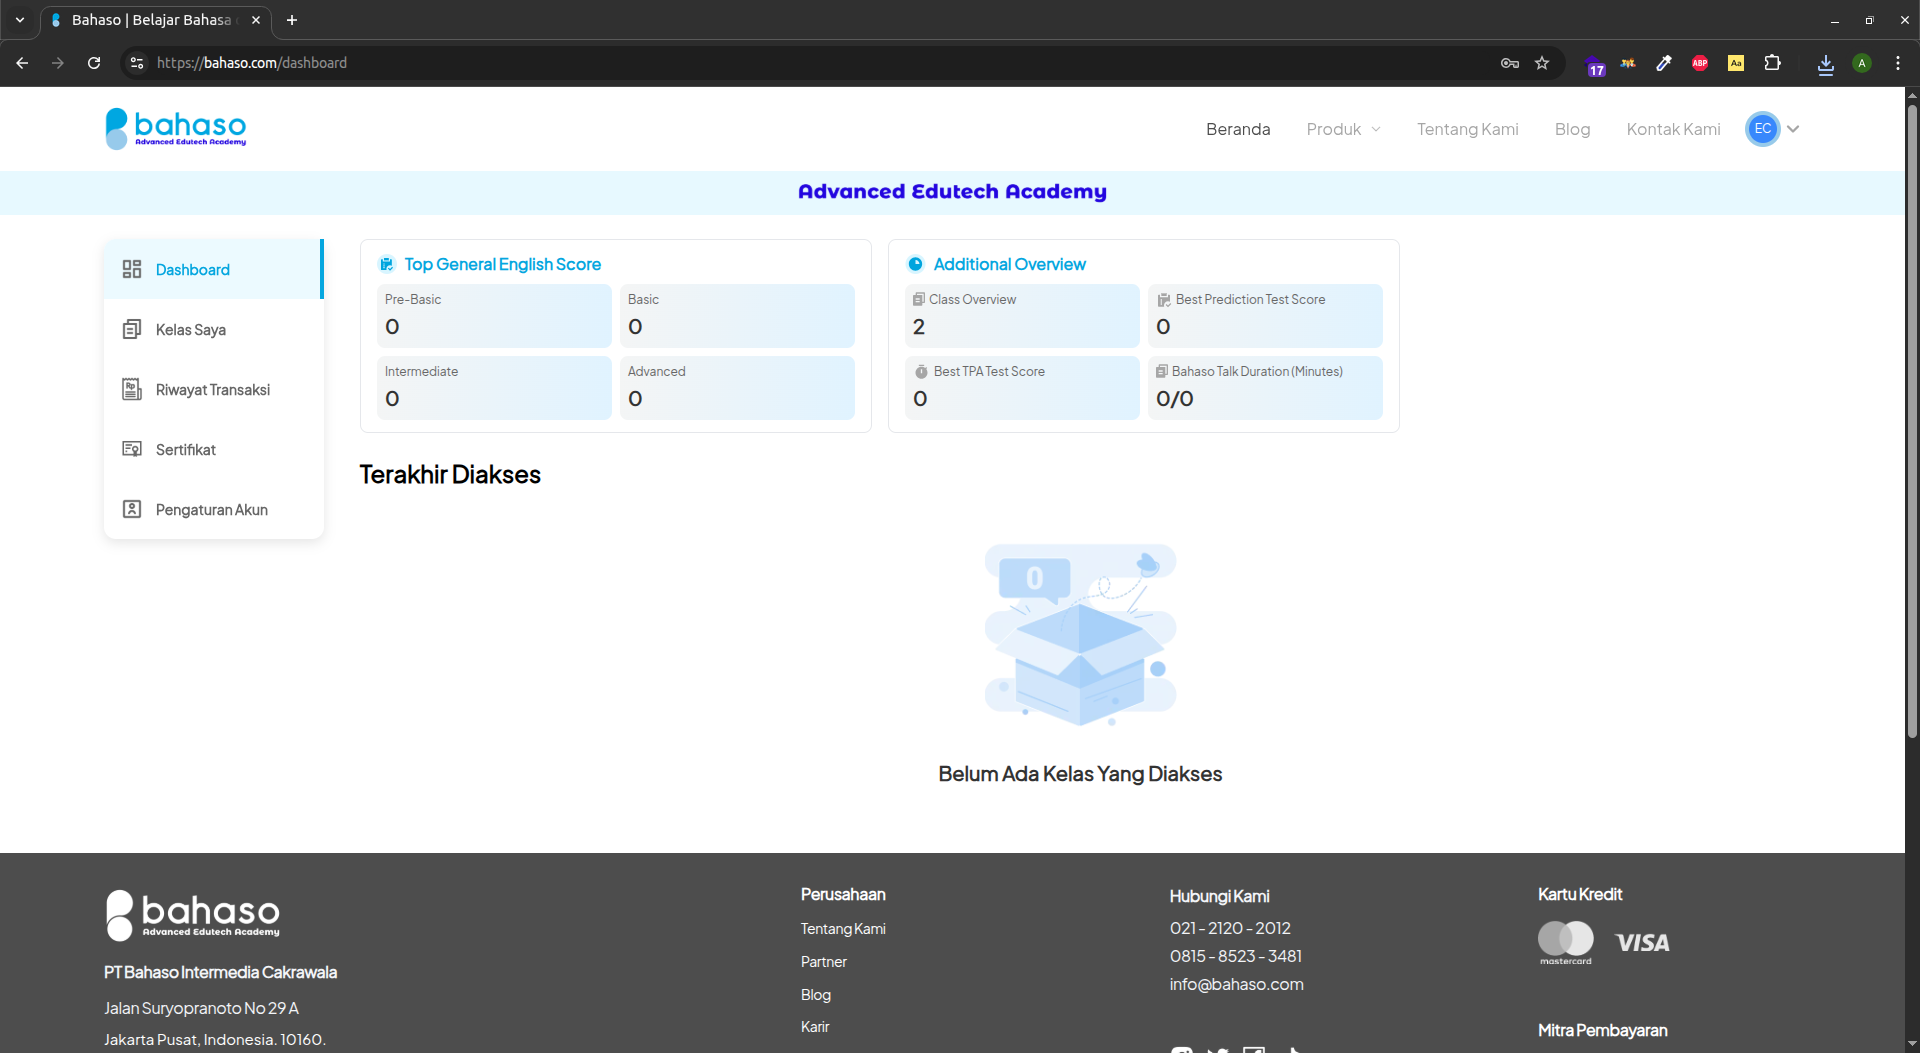 Bahaso | Belajar Bahasa
https://bahaso.com/dashboard
17
ABP
Aa
A
bahaso
Advanced Edutech Academy
Beranda
Produk
Tentang Kami
Blog
Kontak Kami
EC
Advanced Edutech Academy
Dashboard
Kelas Saya
Riwayat Transaksi
Sertifikat
Pengaturan Akun
Top General English Score
Pre-Basic
0
Basic
0
Intermediate
0
Advanced
0
Additional Overview
Class Overview
2
Best Prediction Test Score
0
Best TPA Test Score
0
Bahaso Talk Duration (Minutes)
0/0
Terakhir Diakses
0
Belum Ada Kelas Yang Diakses
bahaso
Advanced Edutech Academy
PT Bahaso Intermedia Cakrawala
Jalan Suryopranoto No 29 A
Jakarta Pusat, Indonesia. 10160.
Perusahaan
Tentang Kami
Partner
Blog
Karir
Hubungi Kami
021 - 2120 - 2012
0815 - 8523 - 3481
info@bahaso.com
Kartu Kredit
mastercard
VISA
Mitra Pembayaran